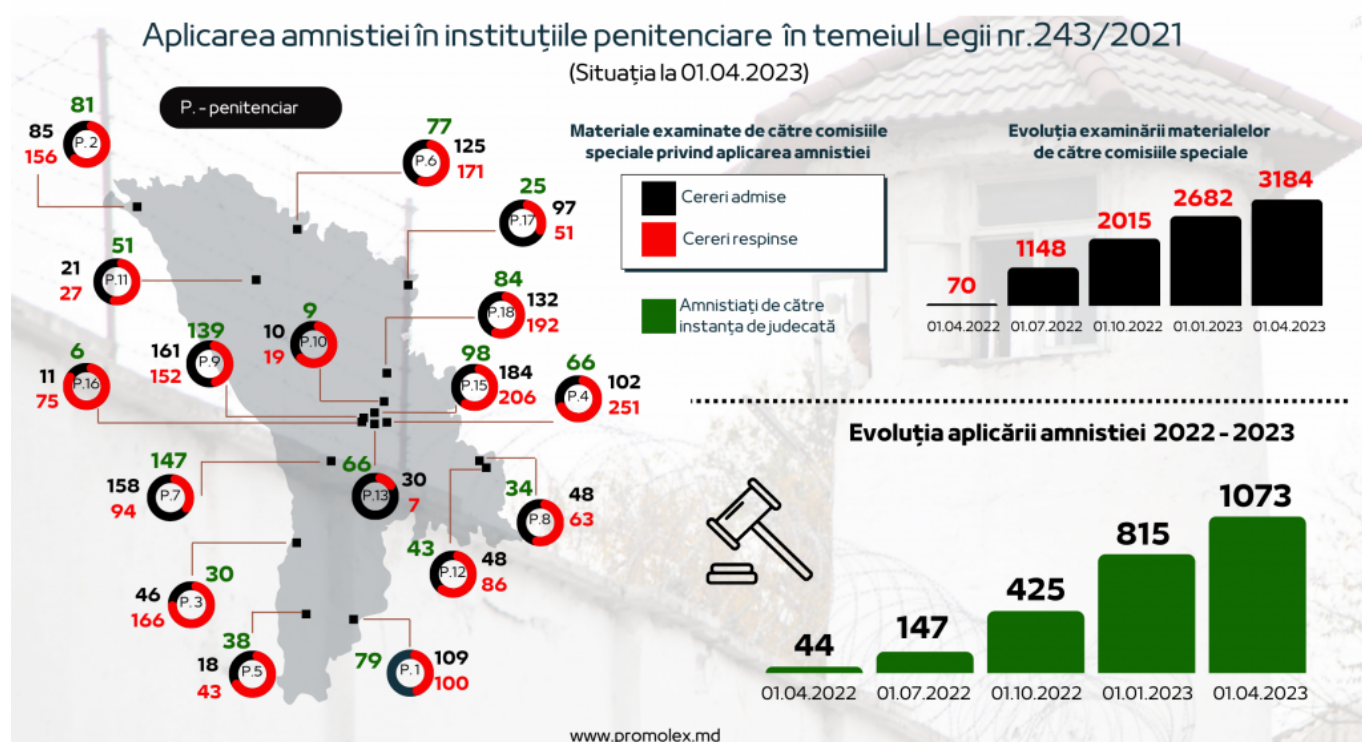 Aplicarea amnistiei în instituțiile penitenciare în temeiul Legii nr.243/2021
(Situația la 01.04.2023)
P. - penitenciar
81
85
156
P. 2
77
125
171
P.6
25
97
51
P.17
51
21
27
P.11
84
132
192
P.18
9
10
19
P.10
139
161
152
P.9
6
11
75
P.16
98
184
206
P.15
66
102
251
P.4
147
158
94
P.7
66
30
7
P.13
34
48
63
P.8
43
48
86
P.12
30
46
166
P.3
38
18
43
P.5
79
109
100
P.1
Materiale examinate de către comisiile
speciale privind aplicarea amnistiei
Cereri admise
Cereri respinse
Amnistiați de către
instanța de judecată
Evoluția examinării materialelor
de către comisiile speciale
70
1148
2015
2682
3184
01.04.2022
01.07.2022
01.10.2022
01.01.2023
01.04.2023
Evoluția aplicării amnistiei 2022 - 2023
44
147
425
815
1073
01.04.2022
01.07.2022
01.10.2022
01.01.2023
01.04.2023
www.promolex.md